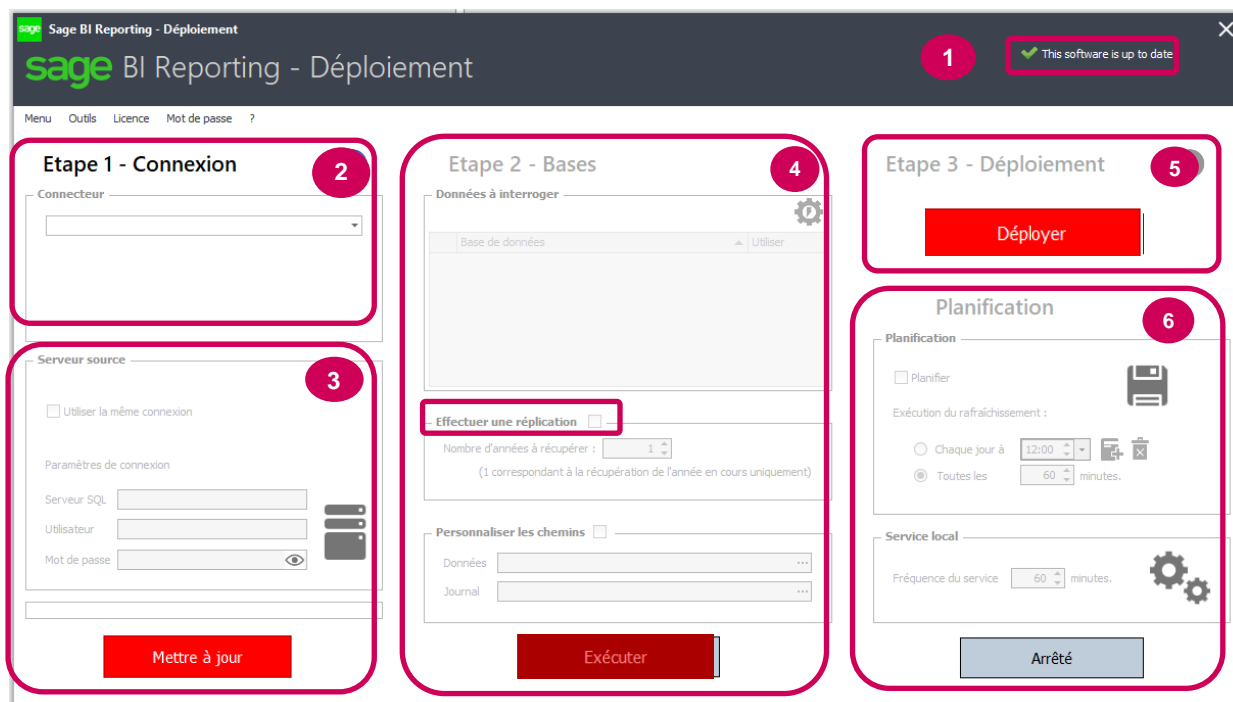 sage Sage BI Reporting - Déploiement
sage BI Reporting - Déploiement
1
This software is up to date
Menu Outils Licence Mot de passe ?
Etape 1 - Connexion
2
Connecteur
3
Serveur source
Utiliser la même connexion
Paramètres de connexion
Serveur SQL
Utilisateur
Mot de passe
Mettre à jour
Etape 2 - Bases
4
Données à interroger
Base de données Utiliser
Effectuer une réplication
Nombre d'années à récupérer : 1
(1 correspondant à la récupération de l'année en cours uniquement)
Personnaliser les chemins
Données ...
Journal ...
Exécuter
Etape 3 - Déploiement
5
Déployer
Planification
6
Planification
Planifier
Exécution du rafraîchissement :
Chaque jour à 12:00
Toutes les 60 minutes.
Service local
Fréquence du service 60 minutes.
Arrêté